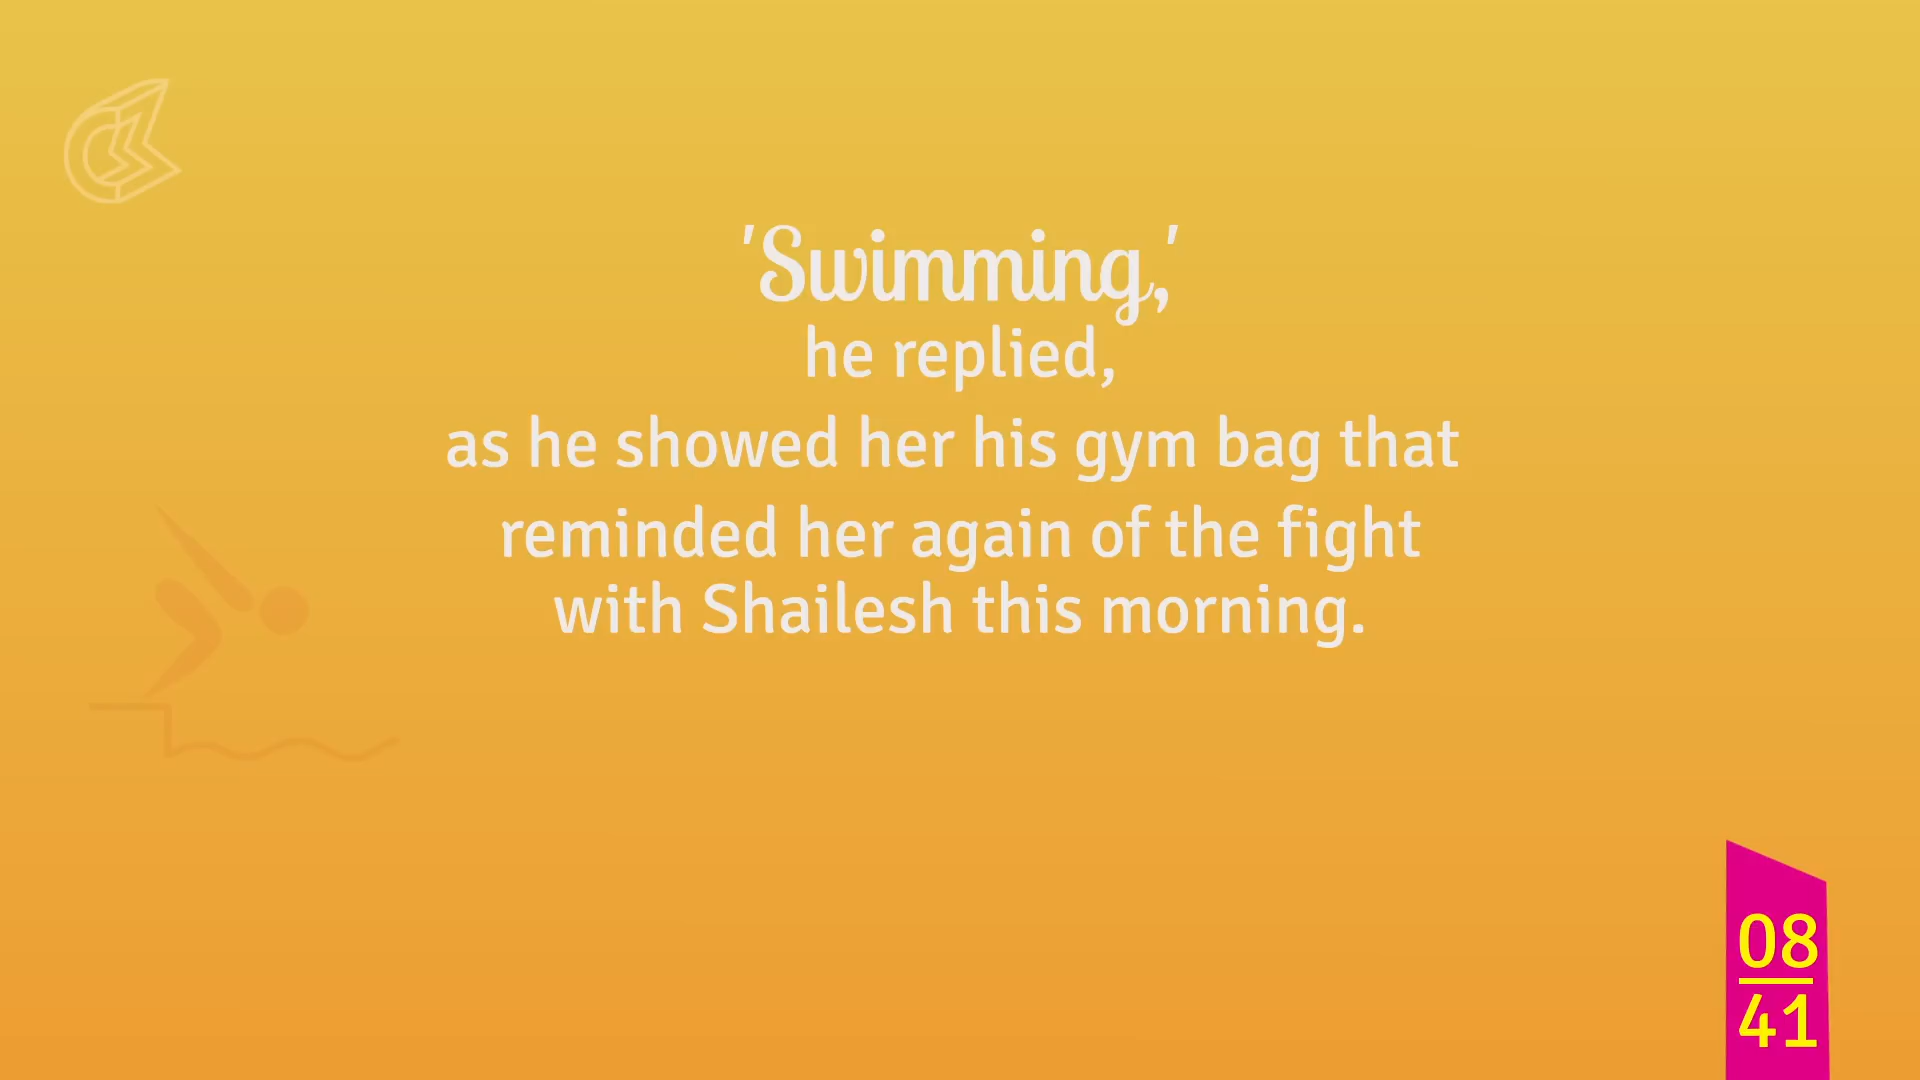 'Swimming,'
he replied,
as he showed her his gym bag that
reminded her again of the fight
with Shailesh this morning.
08
41